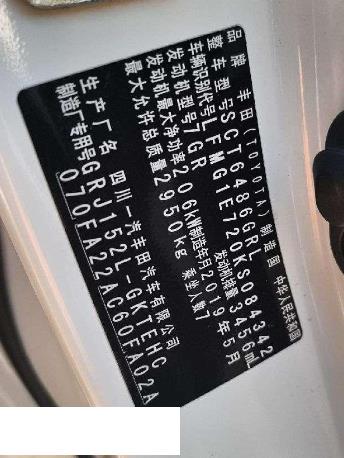 品牌 丰田(TOYOTA) 制造国 中华人民共和国
整车型号 SCT6486GR
车辆识别代号 LFMG1E720KS084342
发动机型号 7GR 发动机排量 3456mL
发动机最大净功率 206kW 制造年月 2019年5月
最大允许总质量 2950kg 乘坐人数 7
生产厂名 四川一汽丰田汽车有限公司
制造厂专用号 GRJ152L-GKTEHC
070FA22AC60FA02A